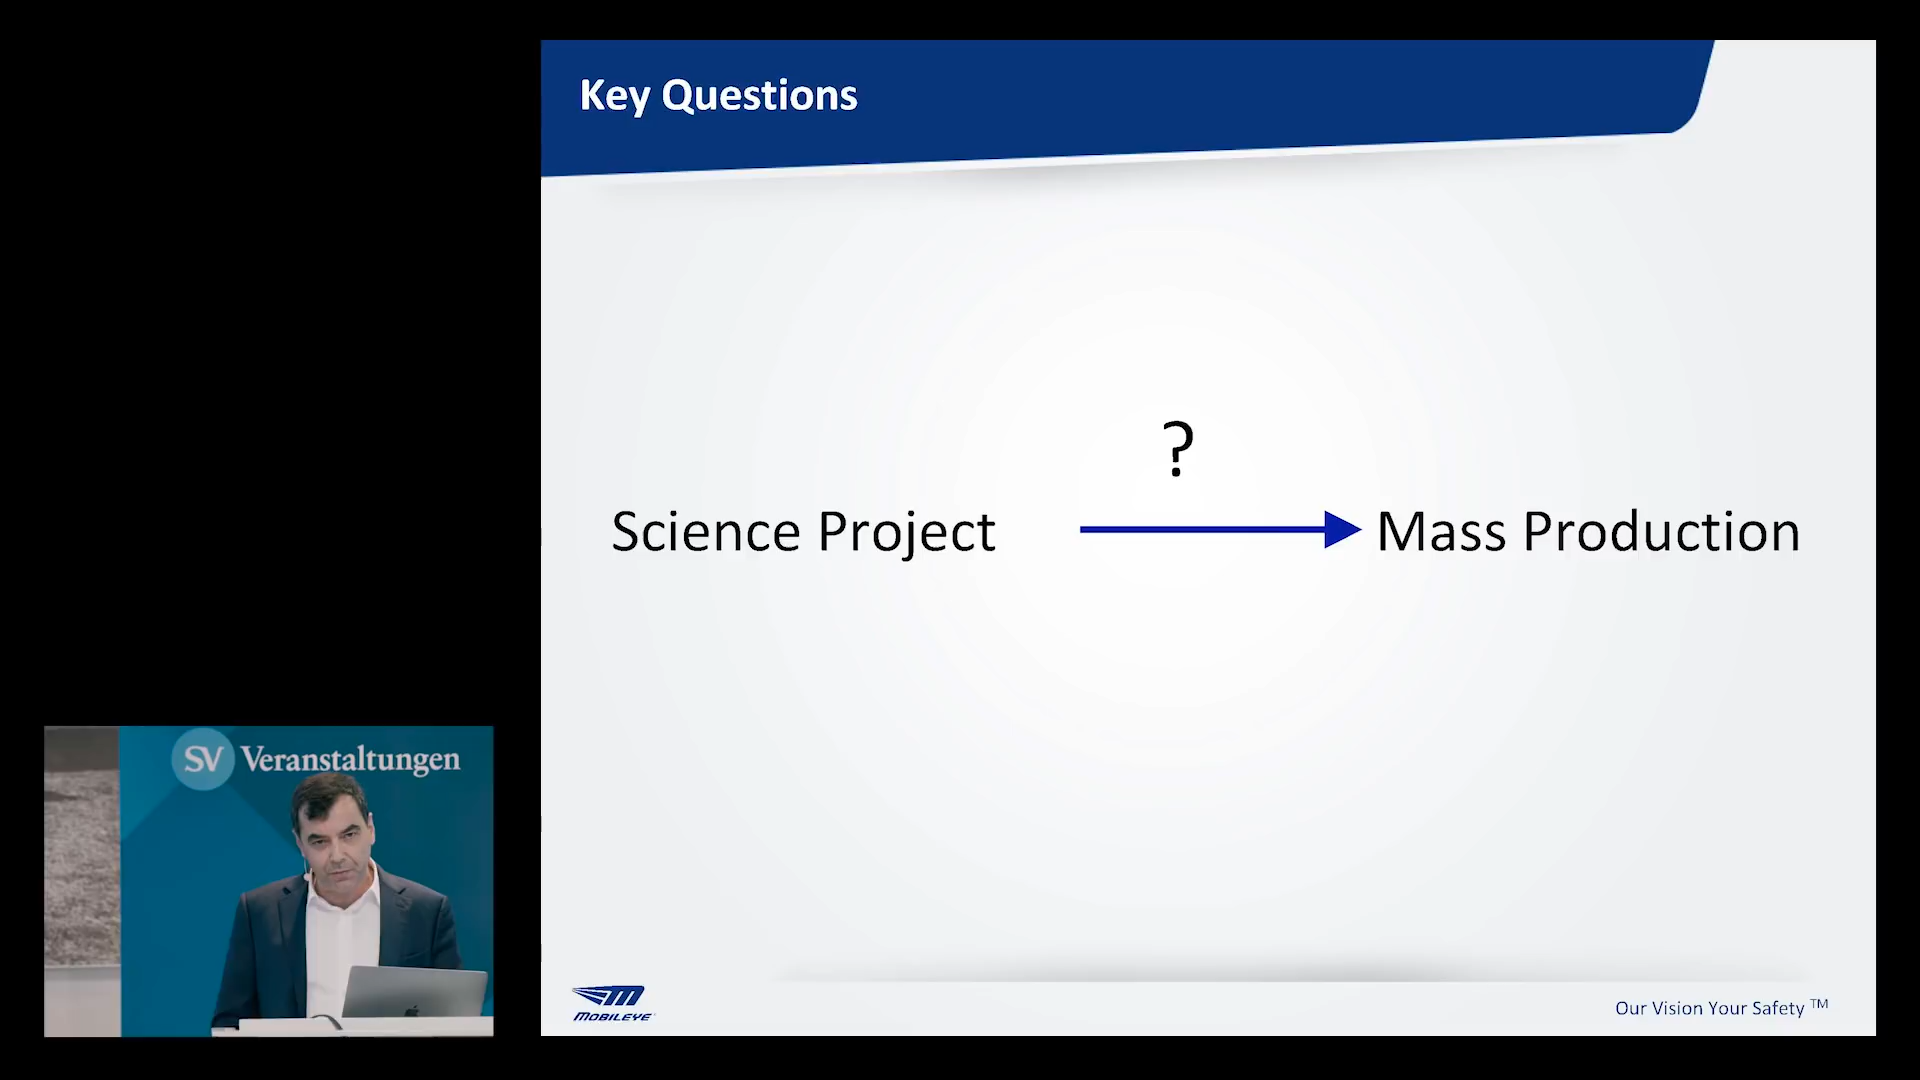 Key Questions
?
Science Project
Mass Production
SV Veranstaltungen
MOBILEYE
Our Vision Your Safety TM